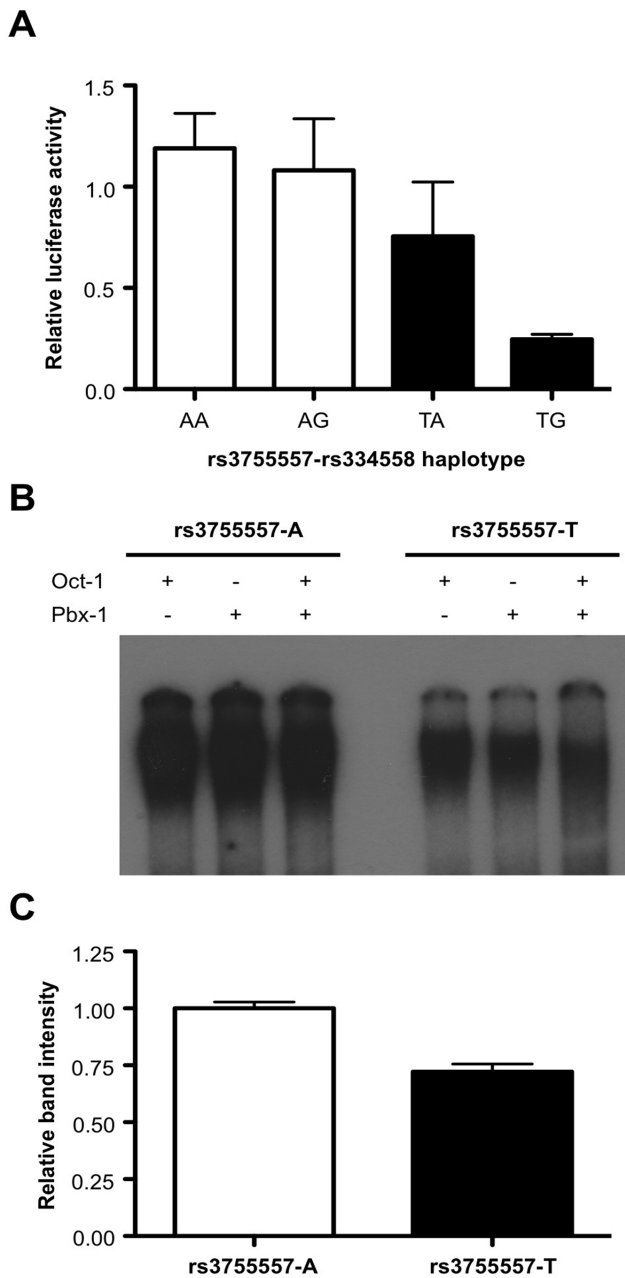 A
Relative luciferase activity
1.5
1.0
0.5
0.0
AA AG TA TG
rs3755557-rs334558 haplotype
B
rs3755557-A rs3755557-T
Oct-1 + - + + - +
Pbx-1 - + + - + +
C
Relative band intensity
1.25
1.00
0.75
0.50
0.25
0.00
rs3755557-A rs3755557-T